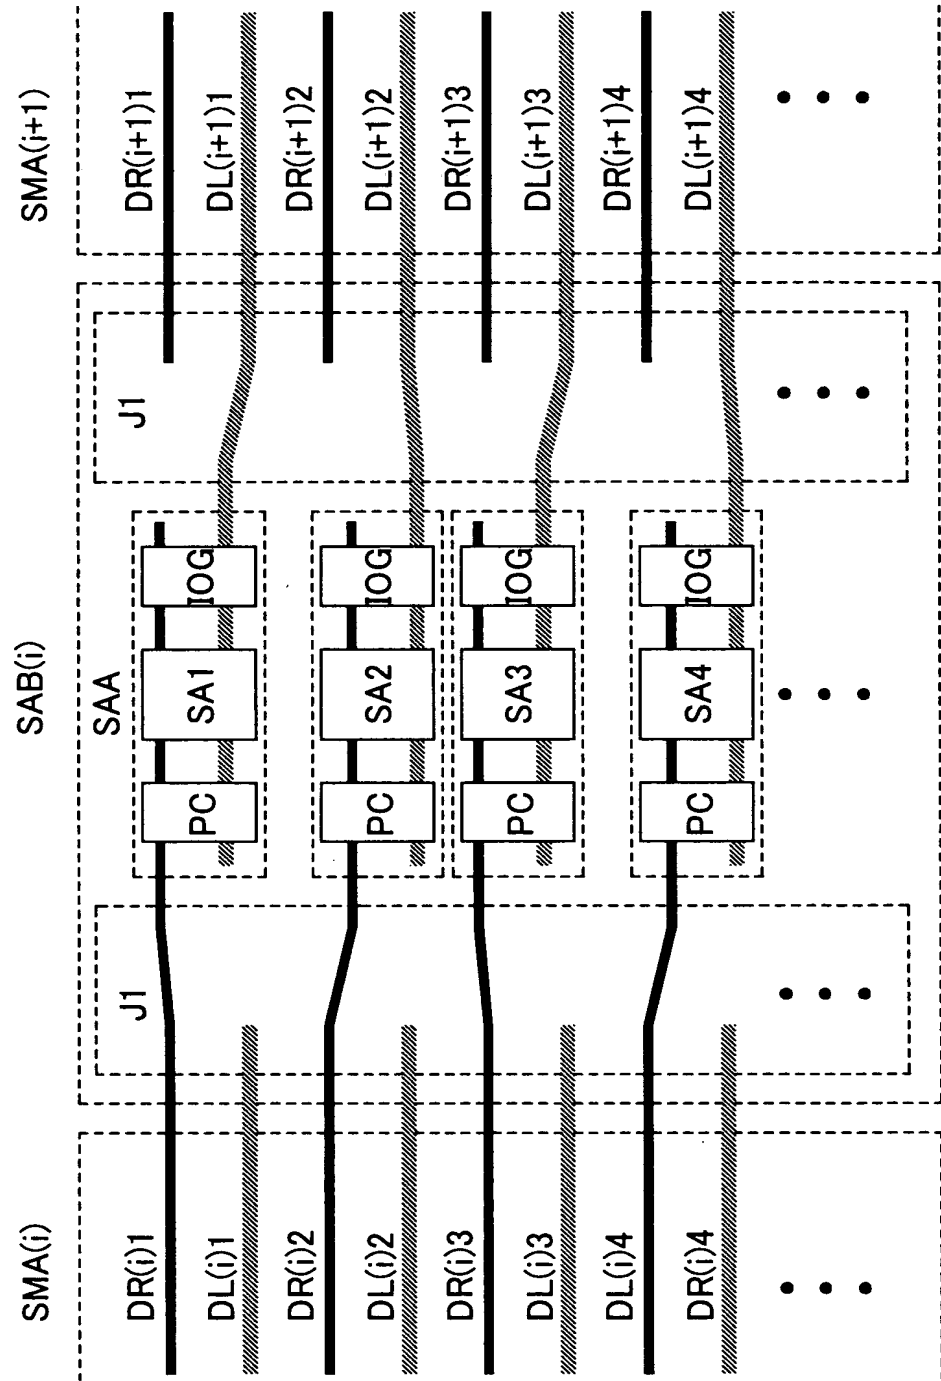 SMA(i)
SAB(i)
SMA(i+1)
DR(i)1
DL(i)1
DR(i)2
DL(i)2
DR(i)3
DL(i)3
DL(i)4
DR(i)4
J1
SAA
PC
SA1
IOG
PC
SA2
IOG
PC
SA3
IOG
PC
SA4
IOG
J1
DR(i+1)1
DL(i+1)1
DR(i+1)2
DL(i+1)2
DR(i+1)3
DL(i+1)3
DR(i+1)4
DL(i+1)4